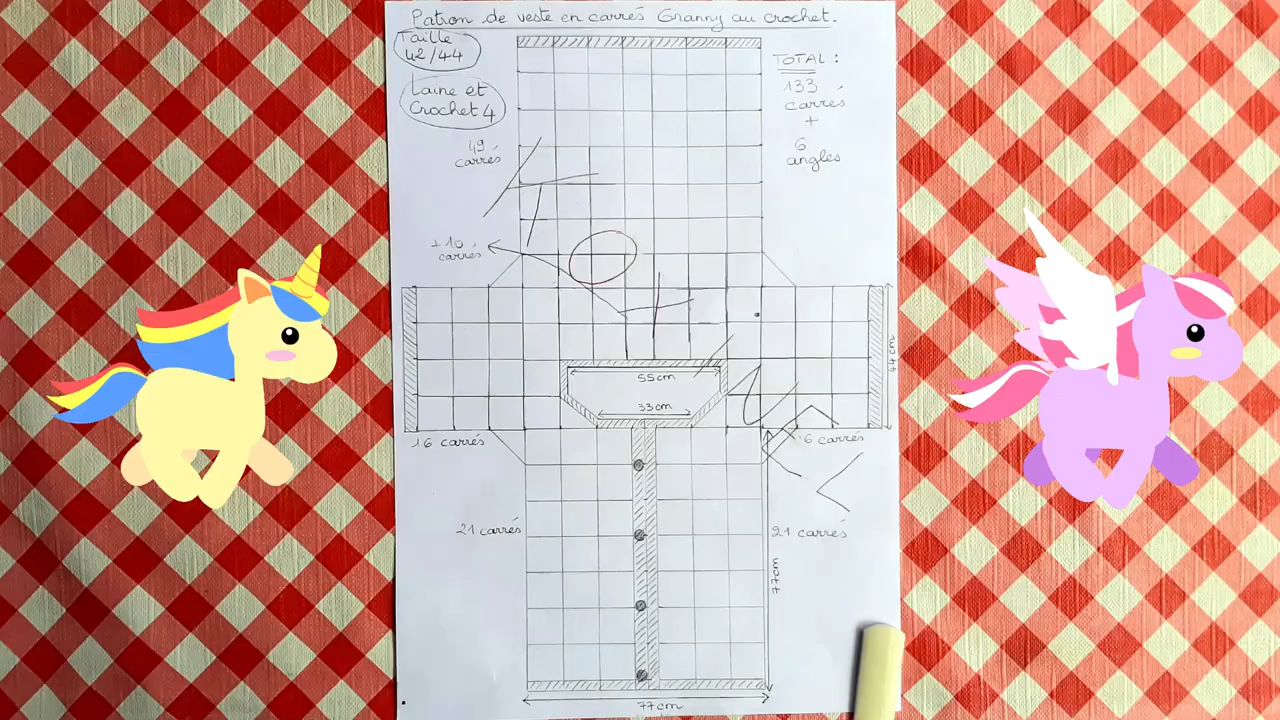 Patron de veste en carrés Granny au crochet.
Taille
42/44
Laine et
Crochet 4
TOTAL :
133
carrés
+
6
angles
49
carrés
+10
carrés
44cm
55cm
33cm
16 carrés
16 carrés
21 carrés
21 carrés
77cm
77cm